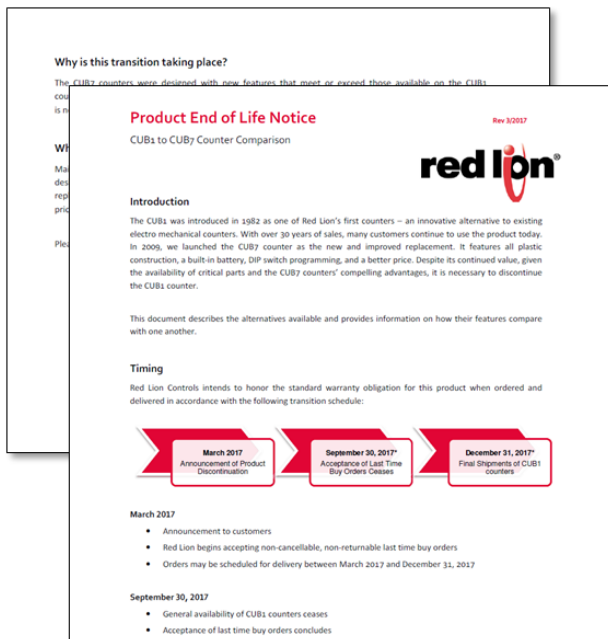 Why is this transition taking place?
The CUB7 counters were designed with new features that meet or exceed those available on the CUB1
cou
is n
Wh
Mai
des
rep
pric
Plea
Product End of Life Notice
Rev 3/2017
CUB1 to CUB7 Counter Comparison
red lion®
Introduction
The CUB1 was introduced in 1982 as one of Red Lion's first counters – an innovative alternative to existing
electro mechanical counters. With over 30 years of sales, many customers continue to use the product today.
In 2009, we launched the CUB7 counter as the new and improved replacement. It features all plastic
construction, a built-in battery, DIP switch programming, and a better price. Despite its continued value, given
the availability of critical parts and the CUB7 counters' compelling advantages, it is necessary to discontinue
the CUB1 counter.
This document describes the alternatives available and provides information on how their features compare
with one another.
Timing
Red Lion Controls intends to honor the standard warranty obligation for this product when ordered and
delivered in accordance with the following transition schedule:
March 2017
Announcement of Product
Discontinuation
September 30, 2017*
Acceptance of Last Time
Buy Orders Ceases
December 31, 2017*
Final Shipments of CUB1
counters
March 2017
• Announcement to customers
• Red Lion begins accepting non-cancellable, non-returnable last time buy orders
• Orders may be scheduled for delivery between March 2017 and December 31, 2017
September 30, 2017
• General availability of CUB1 counters ceases
• Acceptance of last time buy orders concludes